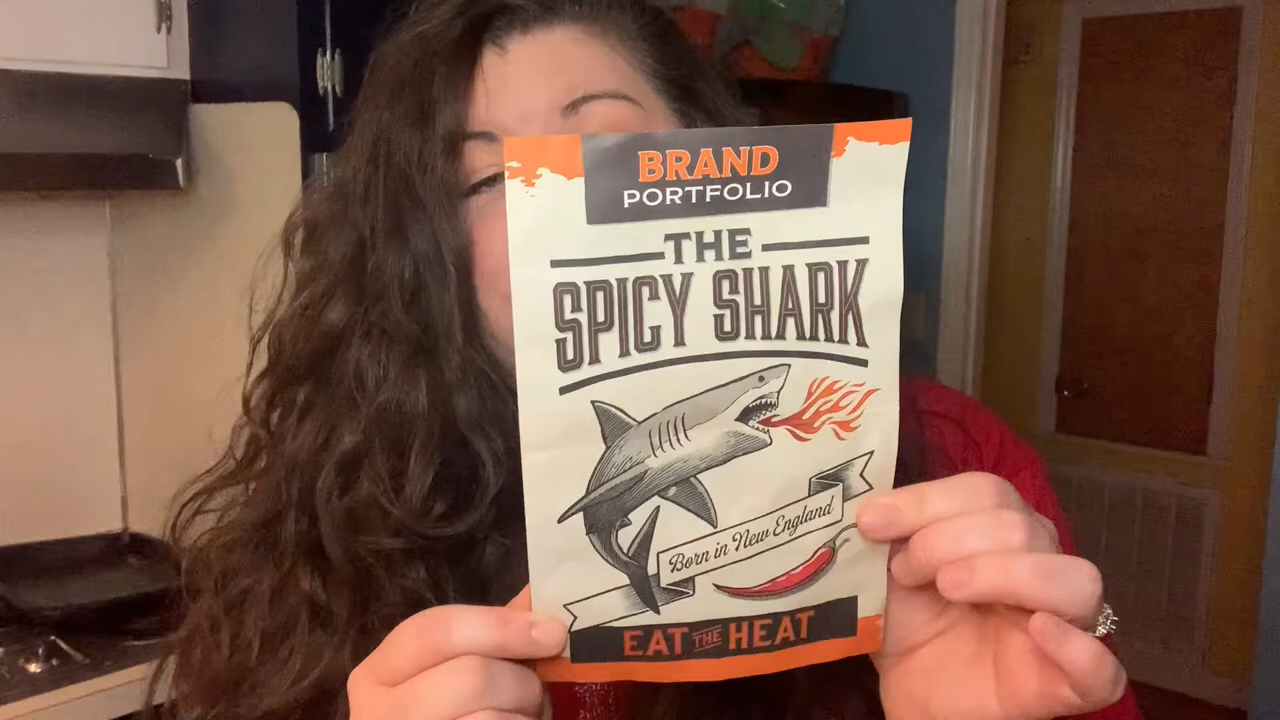 BRAND
PORTFOLIO
THE
SPICY SHARK
Born in New England
EAT THE HEAT